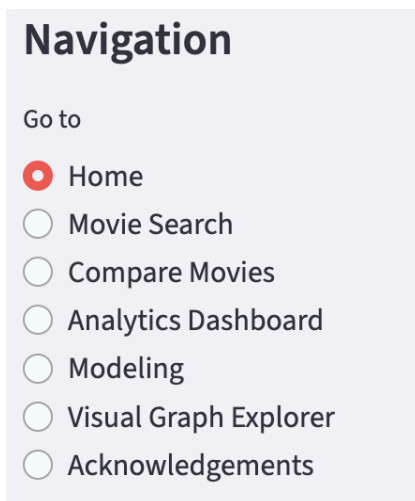 Navigation
Go to
Home
Movie Search
Compare Movies
Analytics Dashboard
Modeling
Visual Graph Explorer
Acknowledgements